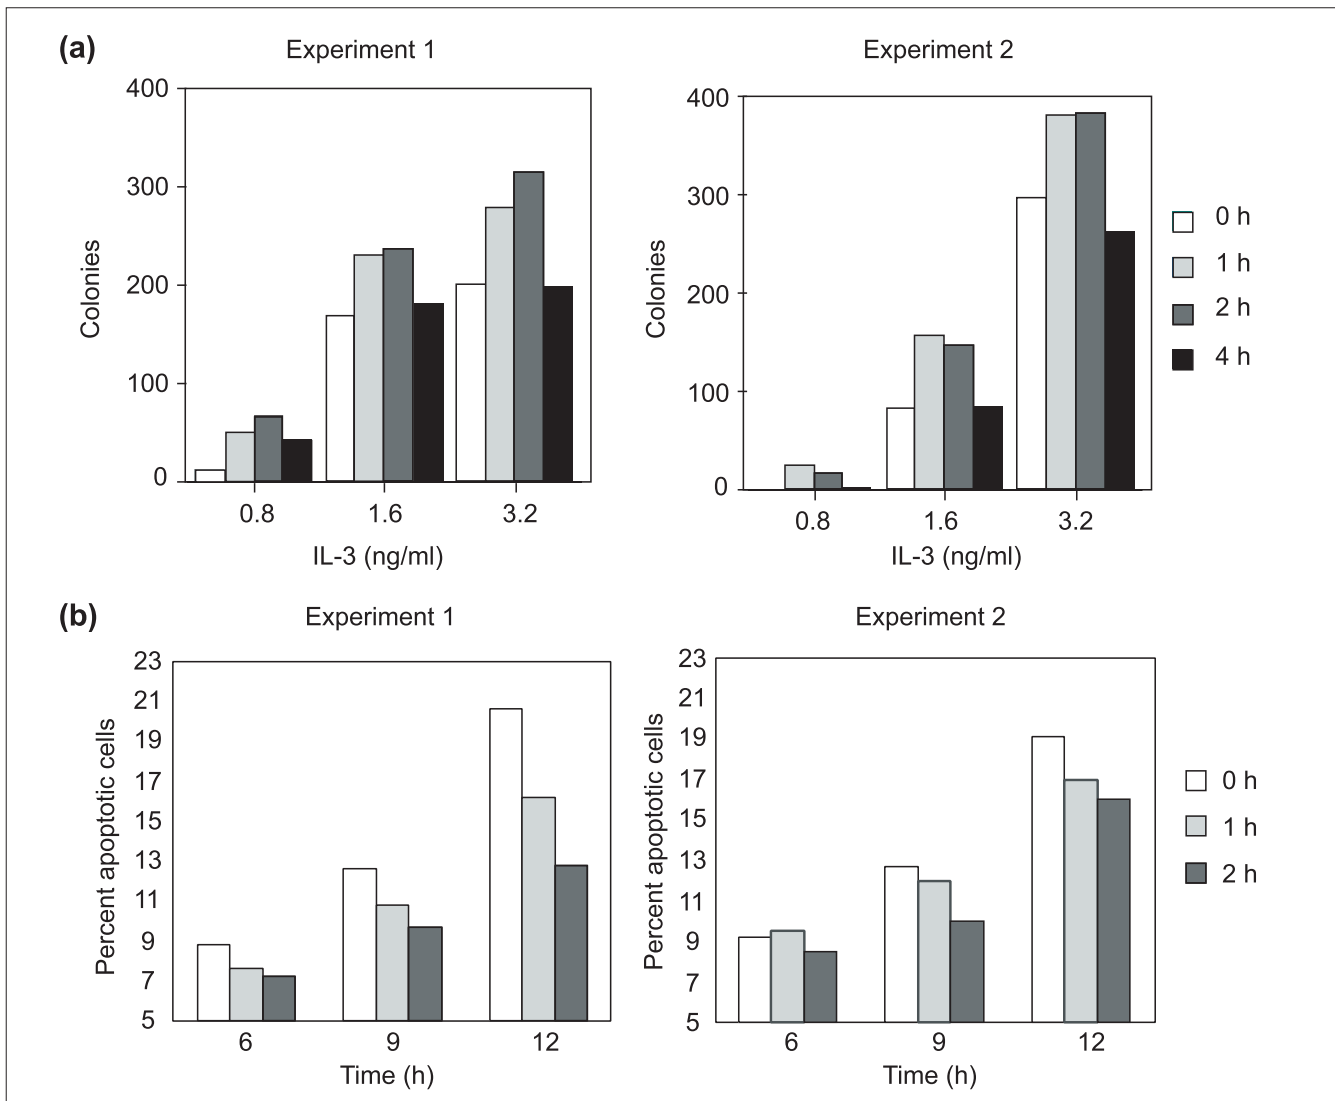 (a)
Experiment 1
Experiment 2
400
300
200
100
0
Colonies
0.8 1.6 3.2
IL-3 (ng/ml)
400
300
200
100
0
Colonies
0.8 1.6 3.2
IL-3 (ng/ml)
0 h
1 h
2 h
4 h
(b)
Experiment 1
Experiment 2
23
21
19
17
15
13
11
9
7
5
Percent apoptotic cells
6 9 12
Time (h)
23
21
19
17
15
13
11
9
7
5
Percent apoptotic cells
6 9 12
Time (h)
0 h
1 h
2 h